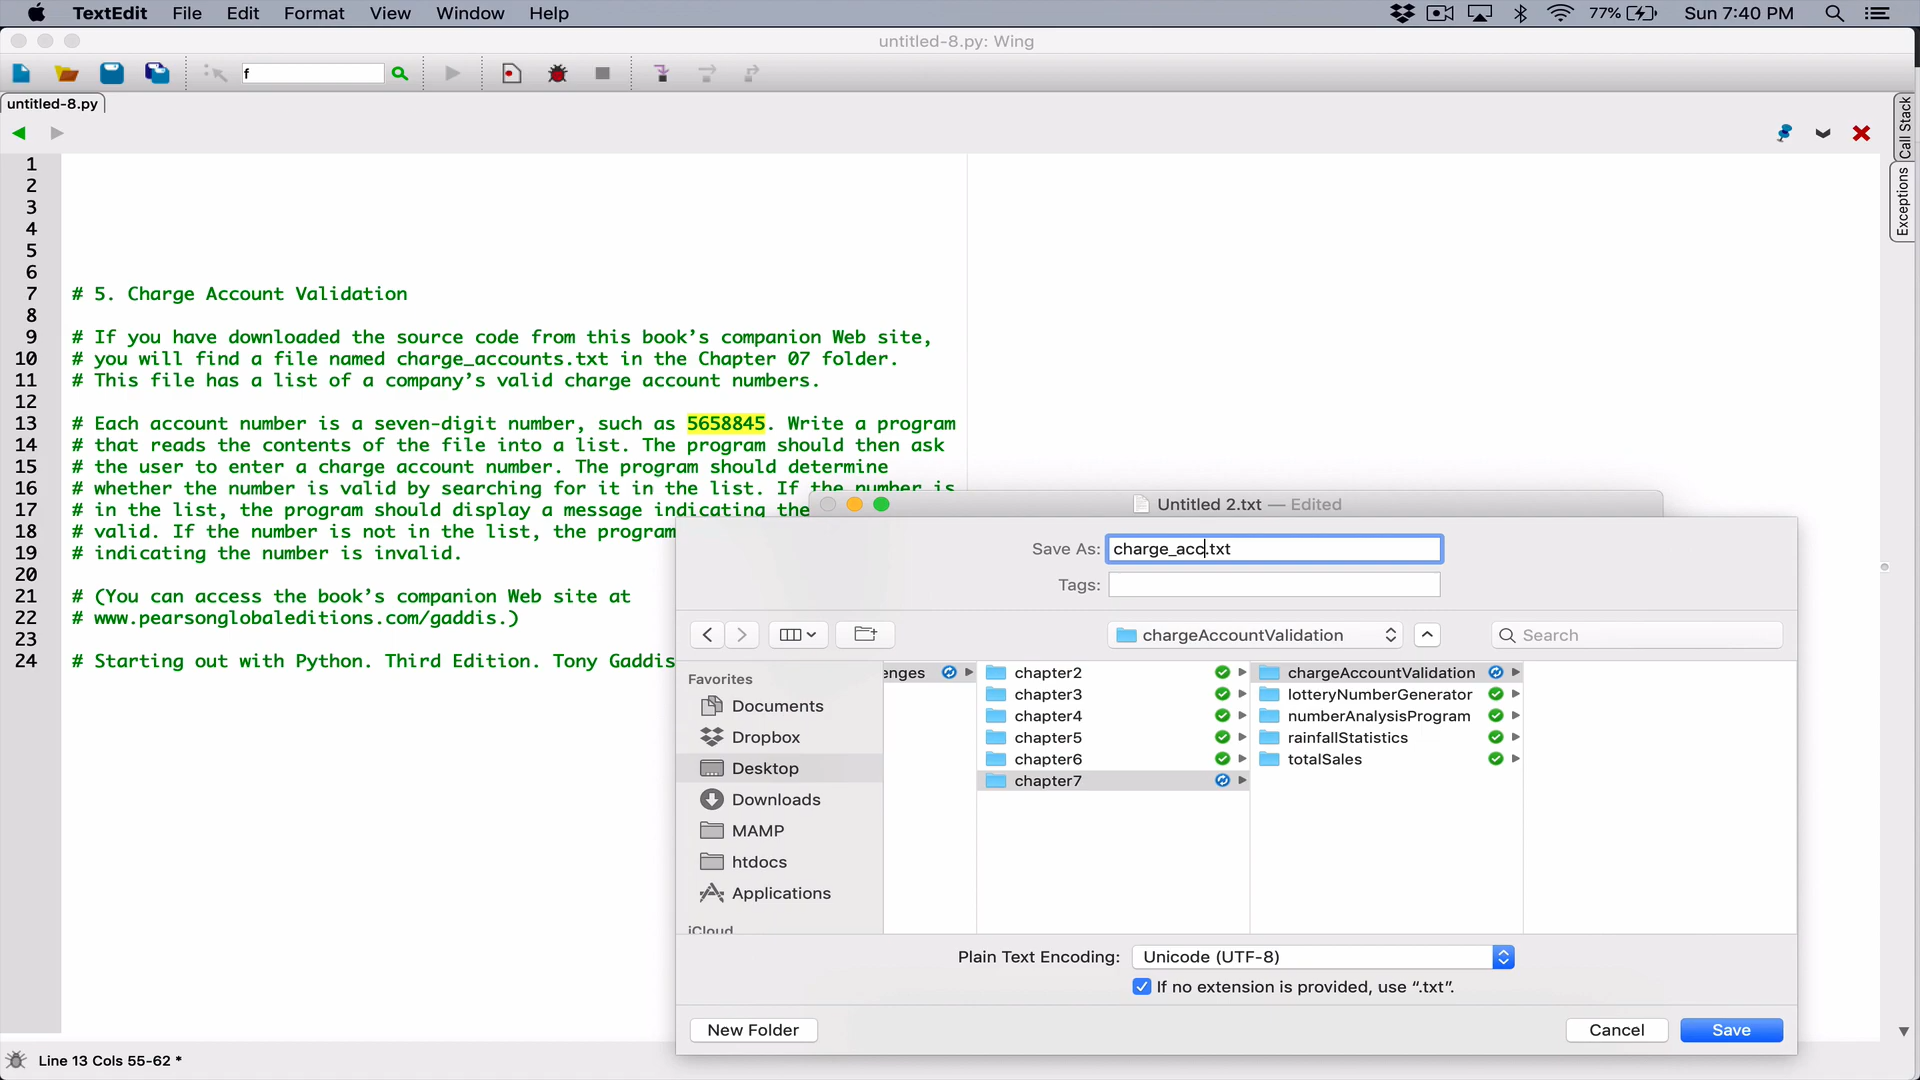 TextEdit File Edit Format View Window Help 77% Sun 7:40 PM
untitled-8.py: Wing
f
untitled-8.py
Call Stack
Exceptions
1
2
3
4
5
6
7 # 5. Charge Account Validation
8
9 # If you have downloaded the source code from this book’s companion Web site,
10 # you will find a file named charge_accounts.txt in the Chapter 07 folder.
11 # This file has a list of a company’s valid charge account numbers.
12
13 # Each account number is a seven-digit number, such as 5658845. Write a program
14 # that reads the contents of the file into a list. The program should then ask
15 # the user to enter a charge account number. The program should determine
16 # whether the number is valid by searching for it in the list. If the number is
17 # in the list, the program should display a message indicating the
18 # valid. If the number is not in the list, the program
19 # indicating the number is invalid.
20
21 # (You can access the book’s companion Web site at
22 # www.pearsonglobaleditions.com/gaddis.)
23
24 # Starting out with Python. Third Edition. Tony Gaddis
Untitled 2.txt — Edited
Save As: charge_acc.txt
Tags:
chargeAccountValidation Search
Favorites
Documents
Dropbox
Desktop
Downloads
MAMP
htdocs
Applications
iCloud
enges
chapter2
chapter3
chapter4
chapter5
chapter6
chapter7
chargeAccountValidation
lotteryNumberGenerator
numberAnalysisProgram
rainfallStatistics
totalSales
Plain Text Encoding: Unicode (UTF-8)
If no extension is provided, use “.txt”.
New Folder Cancel Save
Line 13 Cols 55-62 *